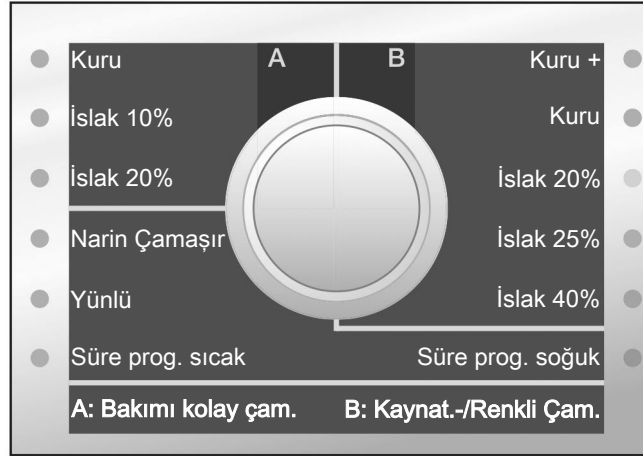 Kuru A B Kuru +
İslak 10% Kuru
İslak 20% İslak 20%
Narin Çamaşır İslak 25%
Yünlü İslak 40%
Süre prog. sıcak Süre prog. soğuk
A: Bakımı kolay çam. B: Kaynat.-/Renkli Çam.